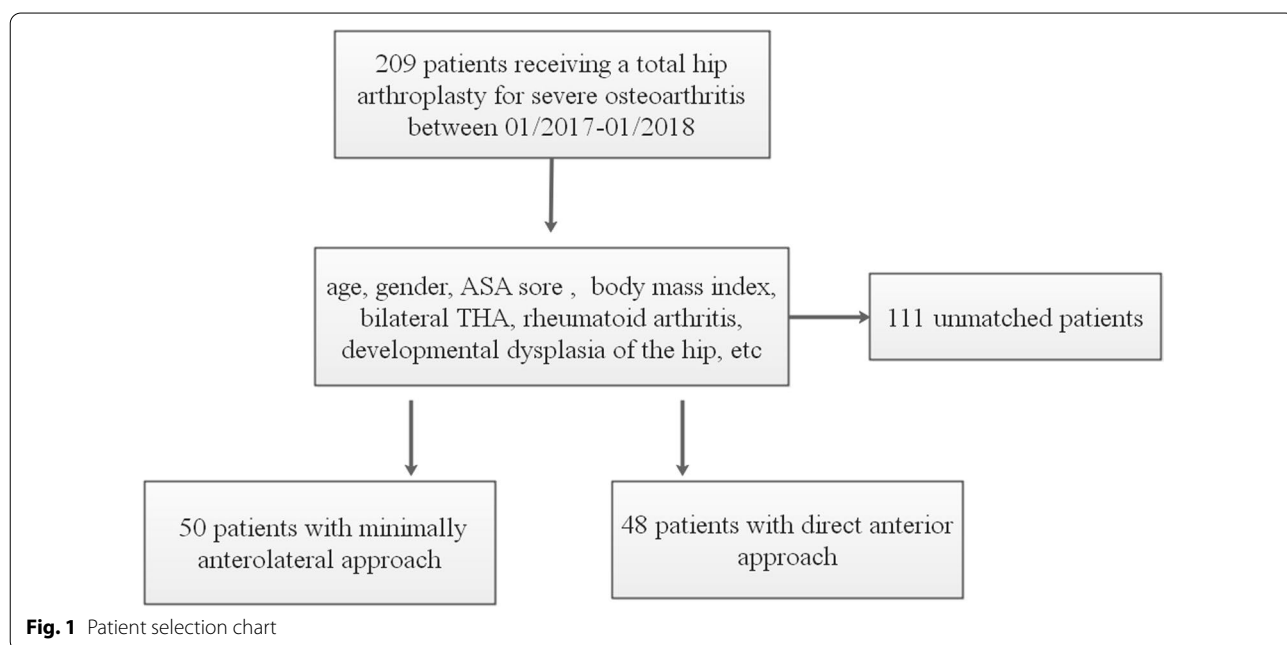 209 patients receiving a total hip
arthroplasty for severe osteoarthritis
between 01/2017-01/2018
age, gender, ASA sore , body mass index,
bilateral THA, rheumatoid arthritis,
developmental dysplasia of the hip, etc
111 unmatched patients
50 patients with minimally
anterolateral approach
48 patients with direct anterior
approach
Fig. 1 Patient selection chart